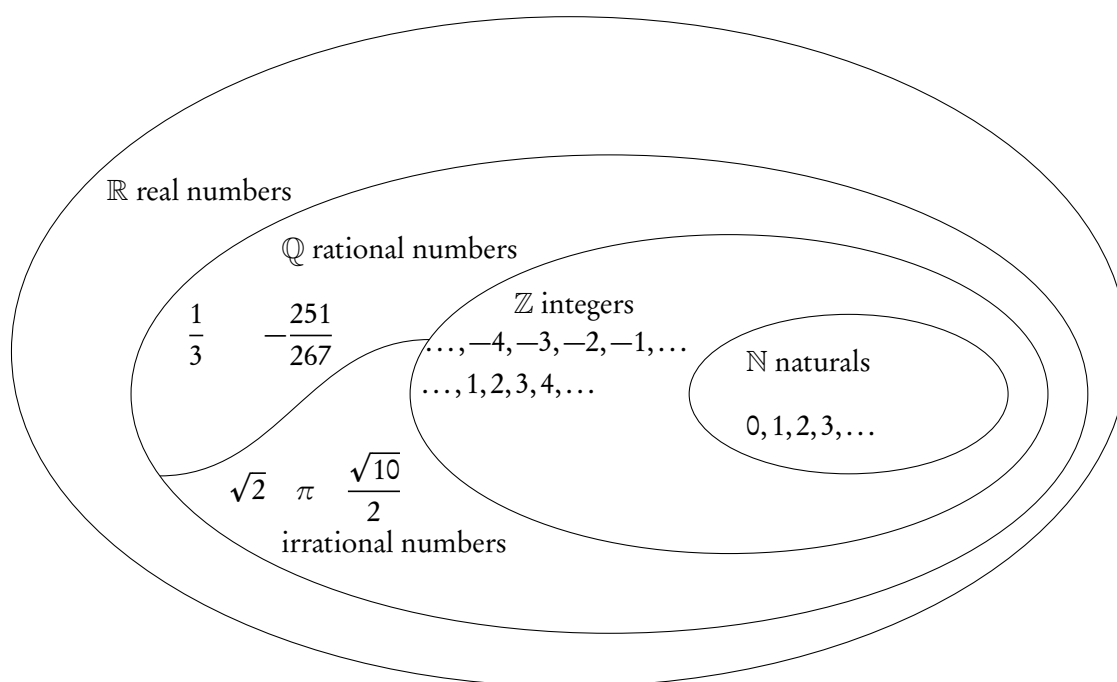 ℝ real numbers
ℚ rational numbers
ℤ integers
1/3 −251/267
…, −4, −3, −2, −1, …
ℕ naturals
…, 1, 2, 3, 4, …
0, 1, 2, 3, …
√2 π √10/2
irrational numbers